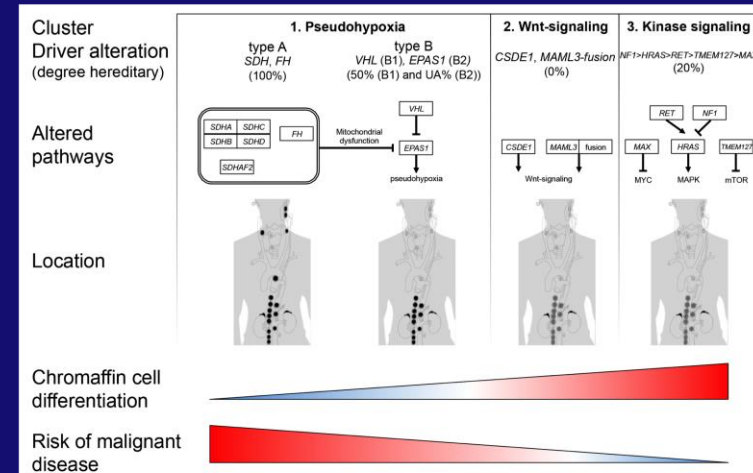 Cluster
Driver alteration
(degree hereditary)
1. Pseudohypoxia
type A
SDH, FH
(100%)
type B
VHL (B1), EPAS1 (B2)
(50% (B1) and UA% (B2))
2. Wnt-signaling
CSDE1, MAML3-fusion
(0%)
3. Kinase signaling
NF1>HRAS>RET>TMEM127>MAX
(20%)
Altered
pathways
SDHA SDHC
SDHB SDHD
SDHAF2
FH
Mitochondrial
dysfunction
VHL
EPAS1
pseudohypoxia
CSDE1 MAML3 fusion
Wnt-signaling
RET NF1
MAX HRAS TMEM127
MYC MAPK mTOR
Location
Chromaffin cell
differentiation
Risk of malignant
disease